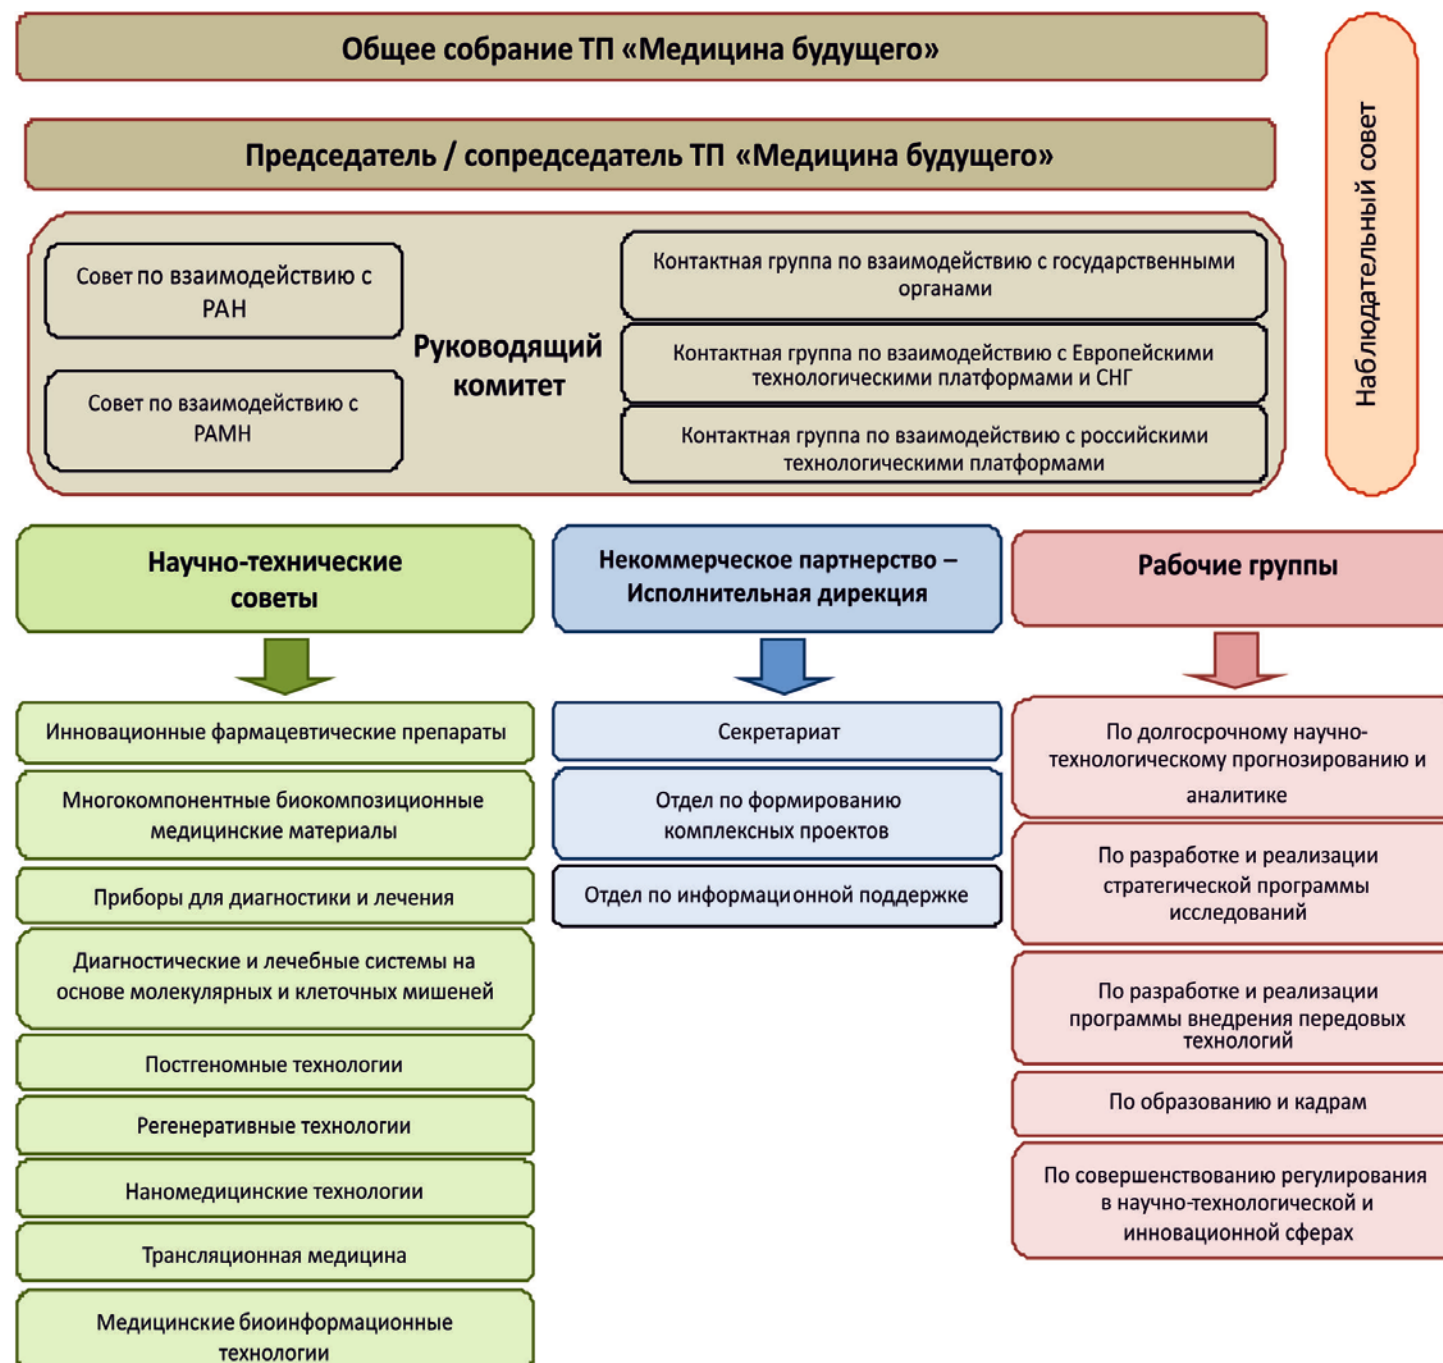 Общее собрание ТП «Медицина будущего»
Председатель / сопредседатель ТП «Медицина будущего»
Наблюдательный совет
Совет по взаимодействию с
РАН
Совет по взаимодействию с
РАМН
Руководящий
комитет
Контактная группа по взаимодействию с государственными
органами
Контактная группа по взаимодействию с Европейскими
технологическими платформами и СНГ
Контактная группа по взаимодействию с российскими
технологическими платформами
Научно-технические
советы
Инновационные фармацевтические препараты
Многокомпонентные биокомпозиционные
медицинские материалы
Приборы для диагностики и лечения
Диагностические и лечебные системы на
основе молекулярных и клеточных мишеней
Постгеномные технологии
Регенеративные технологии
Наномедицинские технологии
Трансляционная медицина
Медицинские биоинформационные
технологии
Некоммерческое партнерство –
Исполнительная дирекция
Секретариат
Отдел по формированию
комплексных проектов
Отдел по информационной поддержке
Рабочие группы
По долгосрочному научно-
технологическому прогнозированию и
аналитике
По разработке и реализации
стратегической программы
исследований
По разработке и реализации
программы внедрения передовых
технологий
По образованию и кадрам
По совершенствованию регулирования
в научно-технологической и
инновационной сферах